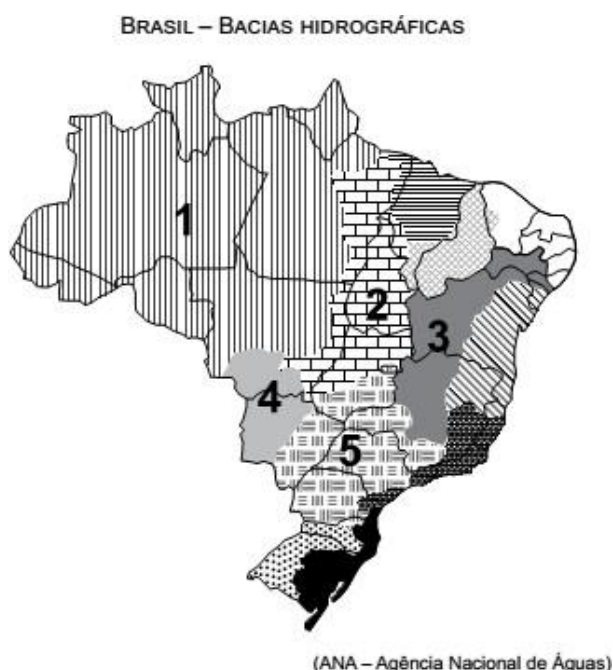 BRASIL – BACIAS HIDROGRÁFICAS
1
2
3
4
5
(ANA – Agência Nacional de Águas)